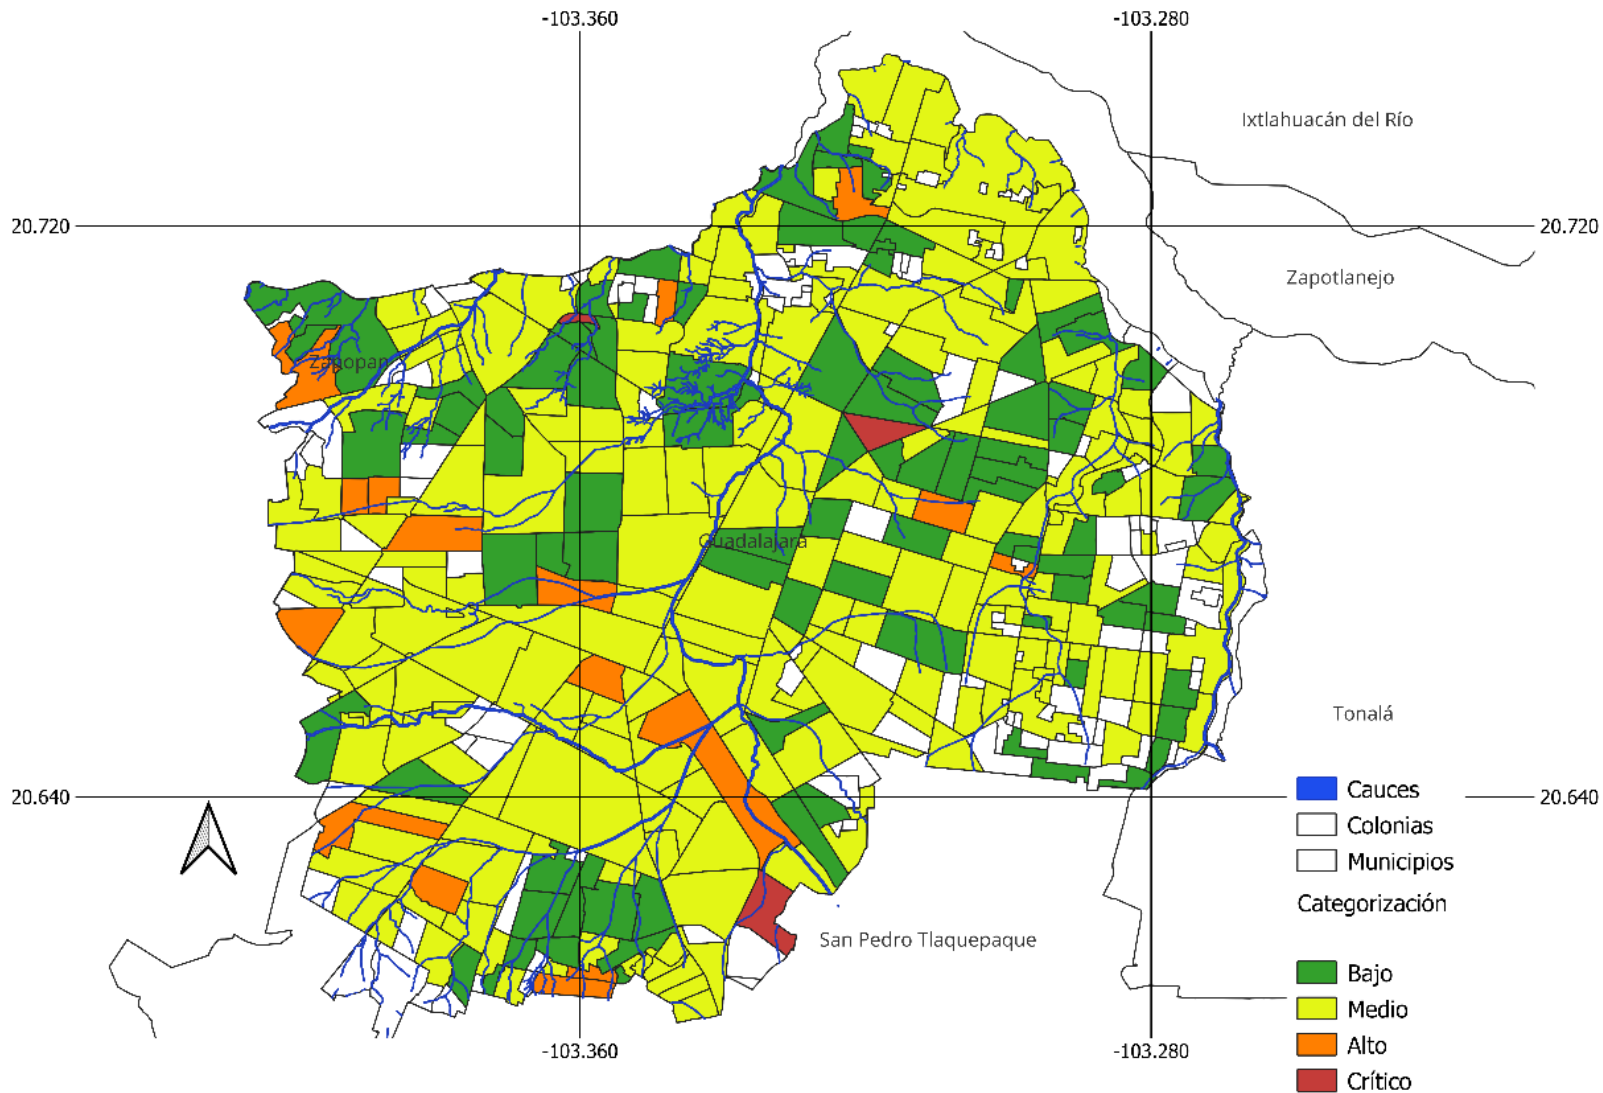 -103.360
-103.280
Ixtlahuacán del Río
20.720
20.720
Zapotlanejo
Zapopan
Guadalajara
Tonalá
20.640
20.640
Cauces
Colonias
Municipios
Categorización
San Pedro Tlaquepaque
Bajo
Medio
Alto
Crítico
-103.360
-103.280